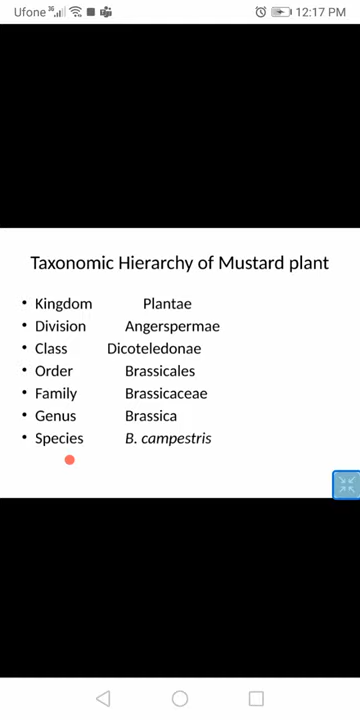 Ufone 3G 12:17 PM
Taxonomic Hierarchy of Mustard plant
• Kingdom Plantae
• Division Angerspermae
• Class Dicoteledonae
• Order Brassicales
• Family Brassicaceae
• Genus Brassica
• Species B. campestris